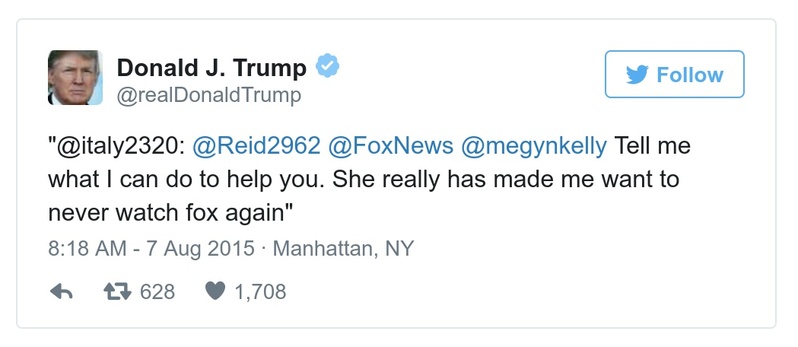 Donald J. Trump
Follow
@realDonaldTrump
"@italy2320: @Reid2962 @FoxNews @megynkelly Tell me
what I can do to help you. She really has made me want to
never watch fox again"
8:18 AM - 7 Aug 2015 · Manhattan, NY
628 1,708